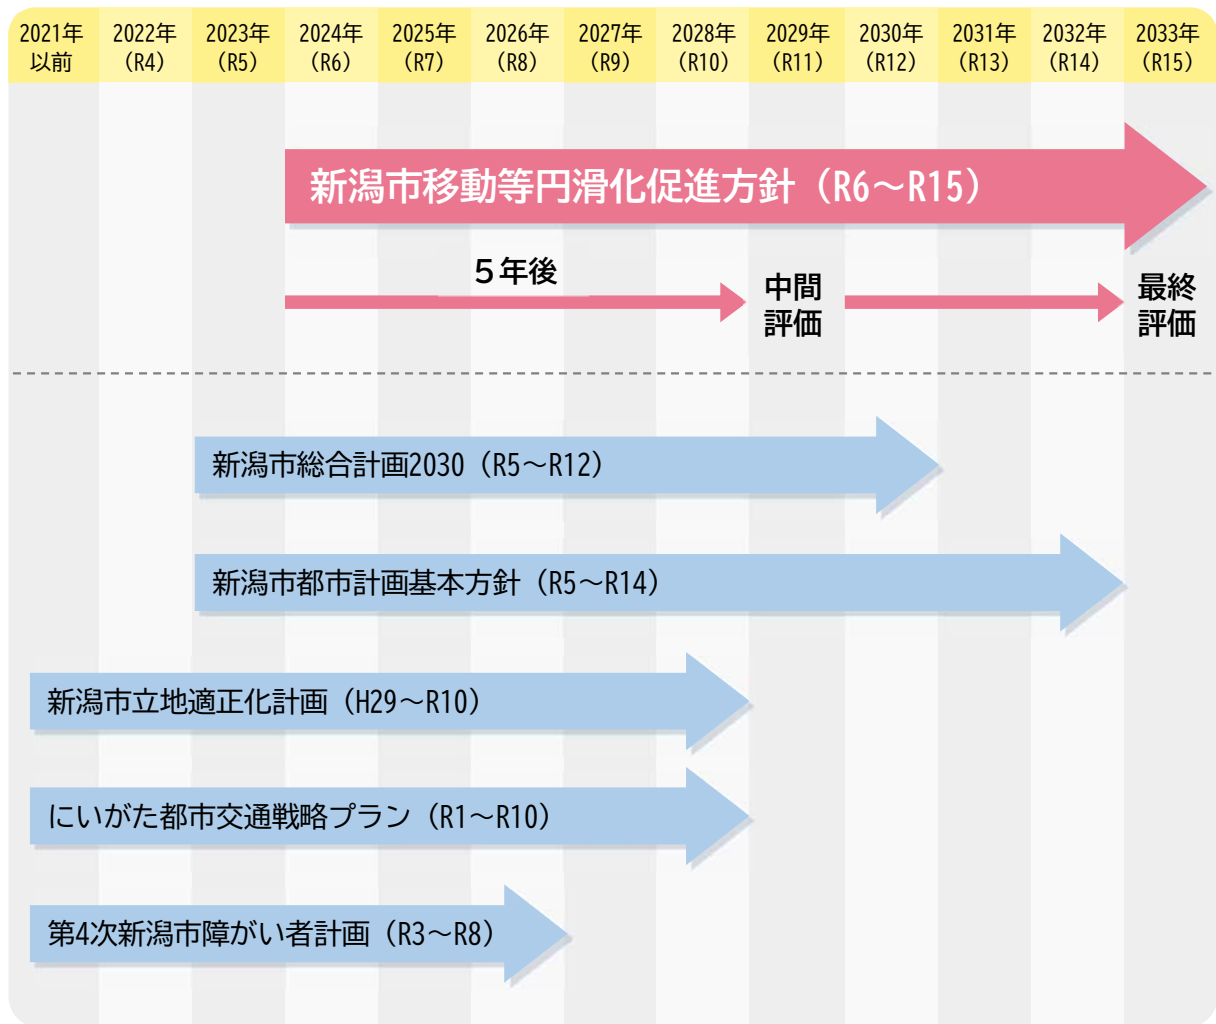 2021年 2022年 2023年 2024年 2025年 2026年 2027年 2028年 2029年 2030年 2031年 2032年 2033年
以前 (R4) (R5) (R6) (R7) (R8) (R9) (R10) (R11) (R12) (R13) (R14) (R15)
新潟市移動等円滑化促進方針（R6～R15）
５年後
中間
評価
最終
評価
新潟市総合計画2030（R5～R12）
新潟市都市計画基本方針（R5～R14）
新潟市立地適正化計画（H29～R10）
にいがた都市交通戦略プラン（R1～R10）
第4次新潟市障がい者計画（R3～R8）